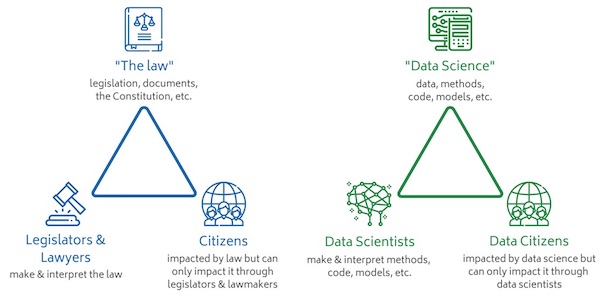 "The law"
legislation, documents,
the Constitution, etc.
Legislators &
Lawyers
make & interpret the law
Citizens
impacted by law but can
only impact it through
legislators & lawmakers
"Data Science"
data, methods,
code, models, etc.
Data Scientists
make & interpret methods,
code, models, etc.
Data Citizens
impacted by data science but
can only impact it through
data scientists